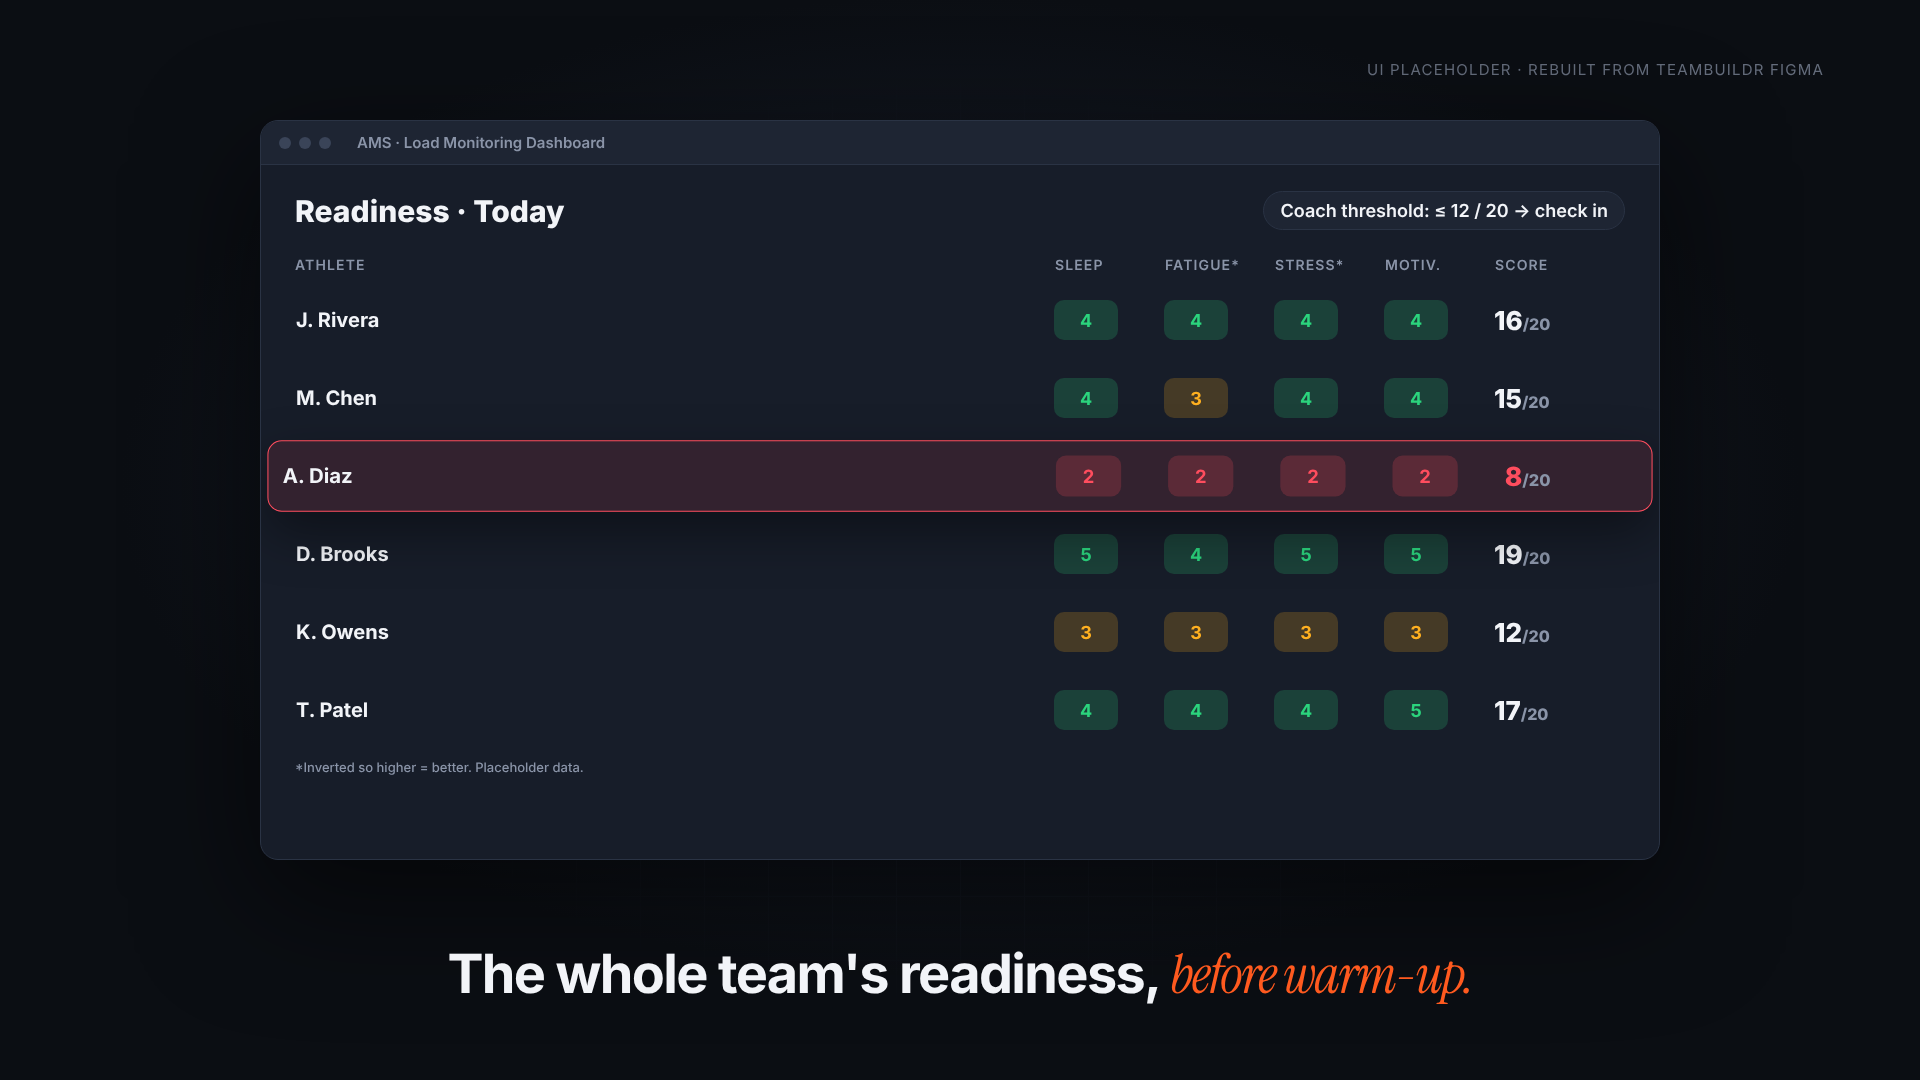 UI PLACEHOLDER · REBUILT FROM TEAMBUILDR FIGMA
AMS · Load Monitoring Dashboard
Readiness · Today
Coach threshold: ≤ 12 / 20 → check in
ATHLETE SLEEP FATIGUE* STRESS* MOTIV. SCORE
J. Rivera 4 4 4 4 16/20
M. Chen 4 3 4 4 15/20
A. Diaz 2 2 2 2 8/20
D. Brooks 5 4 5 5 19/20
K. Owens 3 3 3 3 12/20
T. Patel 4 4 4 5 17/20
*Inverted so higher = better. Placeholder data.
The whole team's readiness, before warm-up.